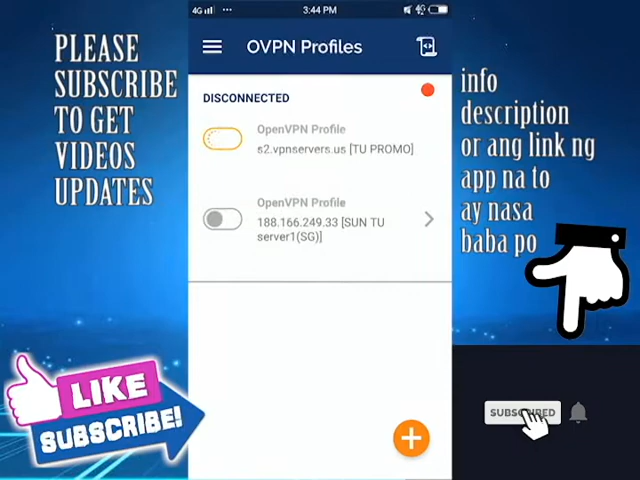 PLEASE
SUBSCRIBE
TO GET
VIDEOS
UPDATES
4G
3:44 PM
OVPN Profiles
DISCONNECTED
OpenVPN Profile
s2.vpnservers.us [TU PROMO]
OpenVPN Profile
188.166.249.33 [SUN TU
server1(SG)]
info
description
or ang link ng
app na to
ay nasa
baba po
LIKE
SUBSCRIBE!
SUBSCRIBED